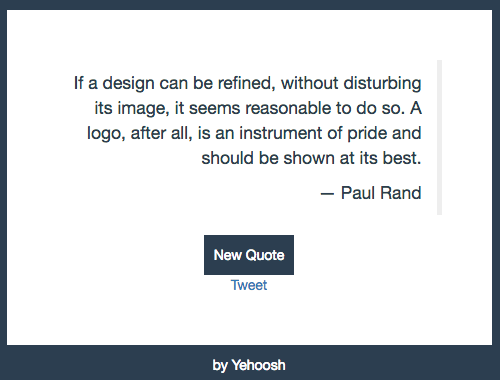 If a design can be refined, without disturbing
its image, it seems reasonable to do so. A
logo, after all, is an instrument of pride and
should be shown at its best.
— Paul Rand
New Quote
Tweet
by Yehoosh